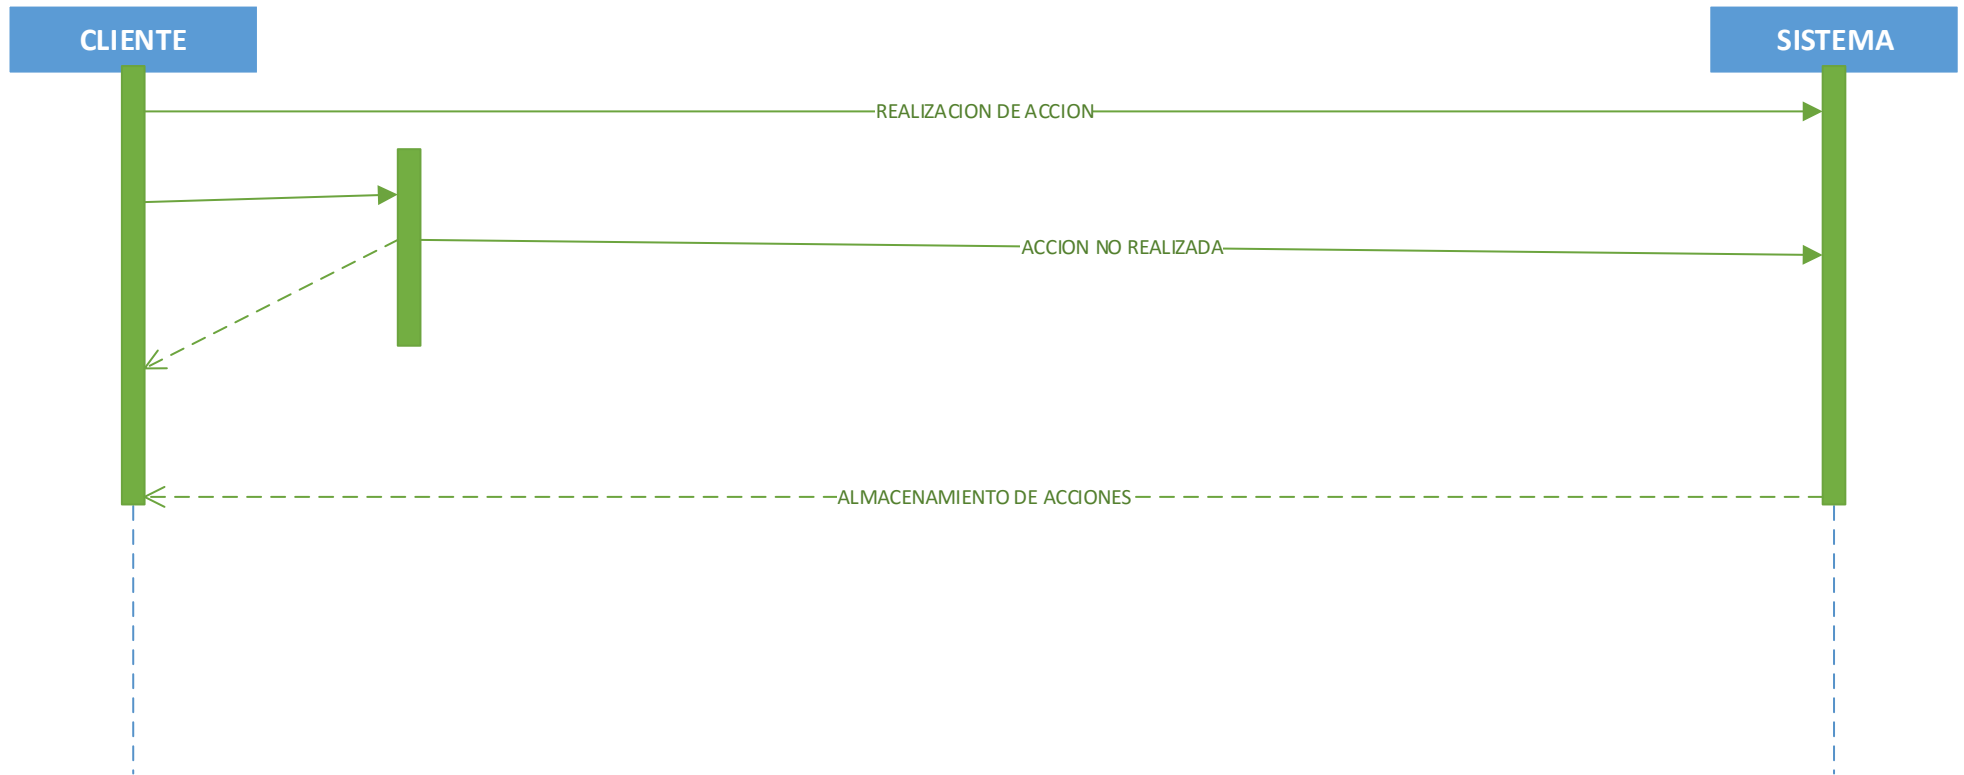 CLIENTE
SISTEMA
REALIZACION DE ACCION
ACCION NO REALIZADA
ALMACENAMIENTO DE ACCIONES